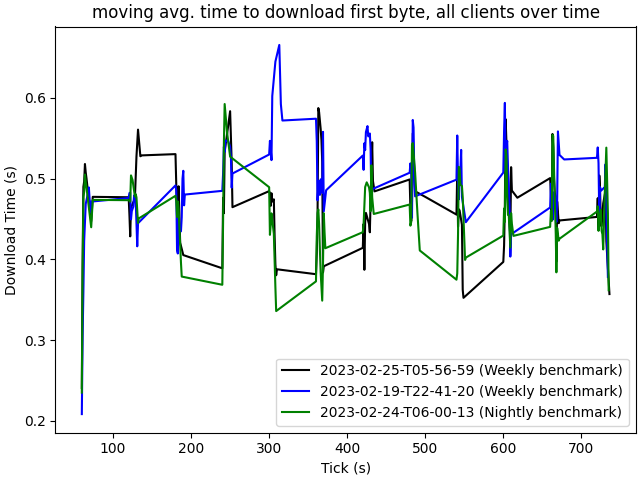 moving avg. time to download first byte, all clients over time
Download Time (s)
0.6
0.5
0.4
0.3
0.2
2023-02-25-T05-56-59 (Weekly benchmark)
2023-02-19-T22-41-20 (Weekly benchmark)
2023-02-24-T06-00-13 (Nightly benchmark)
100 200 300 400 500 600 700
Tick (s)